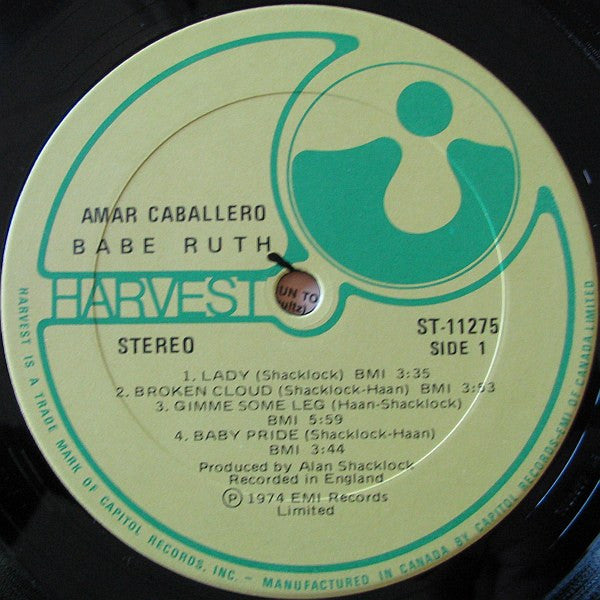 AMAR CABALLERO
BABE RUTH
HARVEST
UN TO
STEREO
ST-11275
SIDE 1
1. LADY (Shacklock) BMI 3:35
2. BROKEN CLOUD (Shacklock-Haan) BMI 3:53
3. GIMME SOME LEG (Haan-Shacklock)
BMI 5:59
4. BABY PRIDE (Shacklock-Haan)
BMI 3:44
Produced by Alan Shacklock
Recorded in England
Ⓟ 1974 EMI Records
Limited
HARVEST IS A TRADE MARK OF CAPITOL RECORDS, INC. – MANUFACTURED IN CANADA BY CAPITOL RECORDS-EMI OF CANADA LIMITED